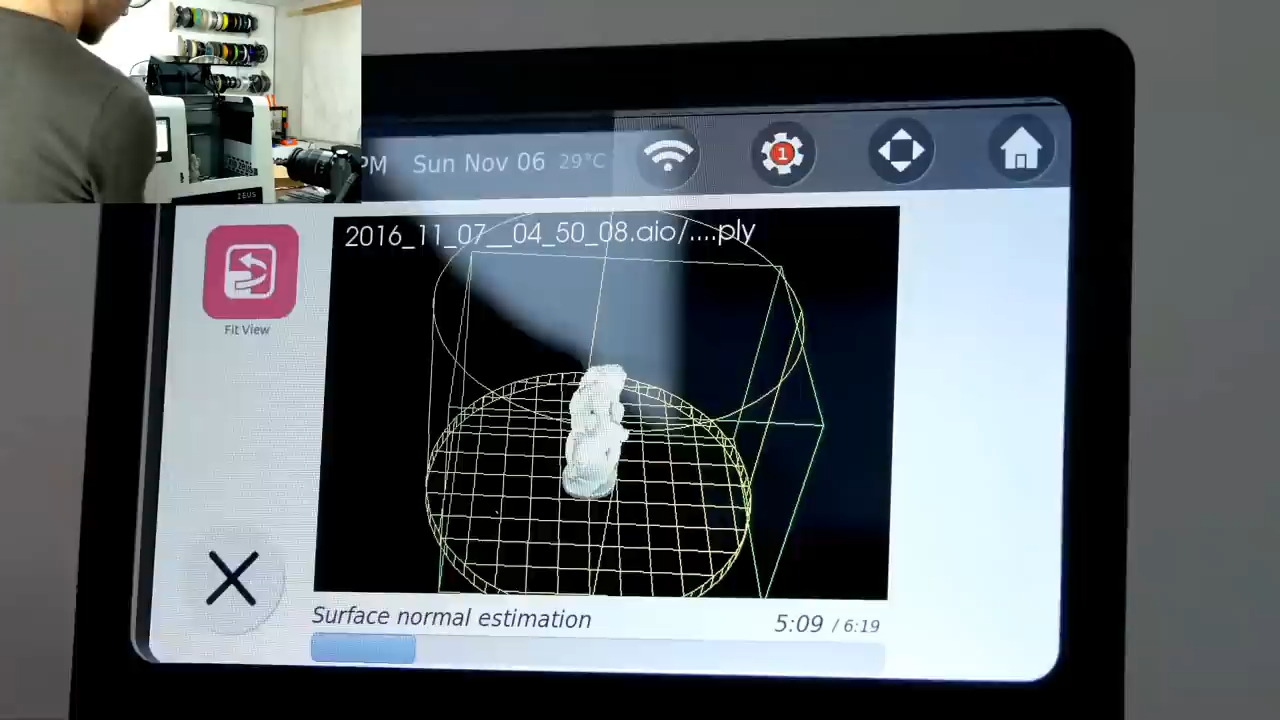 PM Sun Nov 06 29°C
1
2016_11_07__04_50_08.aio/....ply
Fit View
Surface normal estimation
5:09 / 6:19
ZEUS